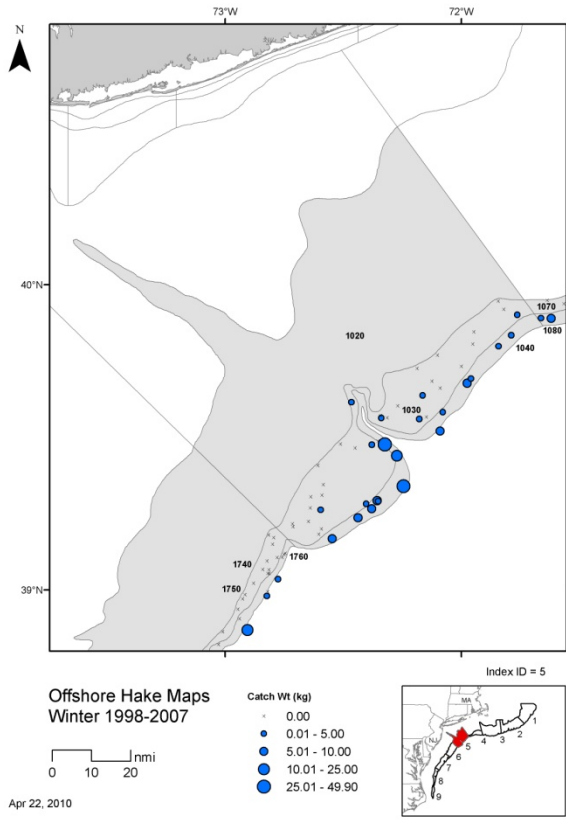 73°W
72°W
N
40°N
39°N
1020
1070
1080
1040
1030
1740
1760
1750
Index ID = 5
Offshore Hake Maps
Winter 1998-2007
0 10 20 nmi
Catch Wt (kg)
0.00
0.01 - 5.00
5.01 - 10.00
10.01 - 25.00
25.01 - 49.90
MA
NJ
1
2
3
4
5
6
7
8
9
Apr 22, 2010